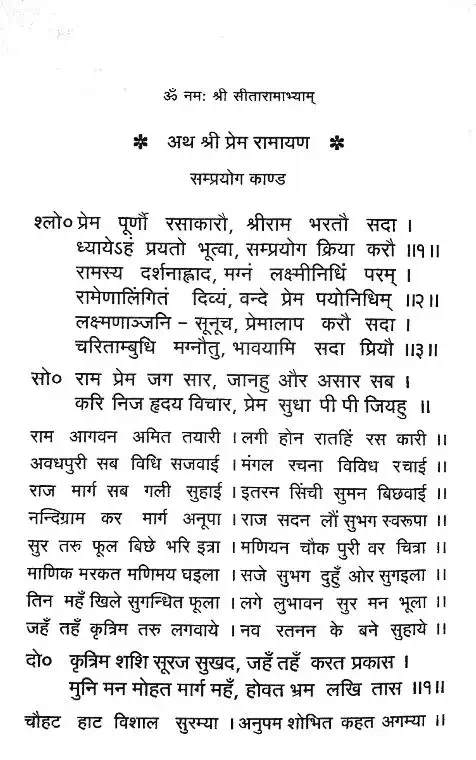 ॐ नमः श्री सीतारामाभ्याम्
* अथ श्री प्रेम रामायण *
सम्प्रयोग काण्ड
श्लो० प्रेम पूर्णौ रसाकारौ, श्रीराम भरतौ सदा ।
ध्यायेऽहं प्रयतो भूत्वा, सम्प्रयोग क्रिया करौ ॥१॥
रामस्य दर्शनाह्लाद, मग्नं लक्ष्मीनिधिं परम् ।
रामेणालिंगितं दिव्यं, वन्दे प्रेम पयोनिधिम् ॥२॥
लक्ष्मणाञ्जनि – सूनूच, प्रेमालाप करौ सदा ।
चरिताम्बुधि मग्नौतु, भावयामि सदा प्रियौ ॥३॥
सो० राम प्रेम जग सार, जानहु और असार सब ।
करि निज हृदय विचार, प्रेम सुधा पी पी जियहु ॥
राम आगवन अमित तयारी । लगी होन रातहिं रस कारी ॥
अवधपुरी सब विधि सजवाई । मंगल रचना विविध रचाई ॥
राज मार्ग सब गली सुहाई । इतरन सिंची सुमन बिछवाई ॥
नन्दिग्राम कर मार्ग अनूपा । राज सदन लौं सुभग स्वरूपा ॥
सुर तरु फूल बिछे भरि इत्रा । मणियन चौक पुरी वर चित्रा ॥
माणिक मरकत मणिमय घइला । सजे सुभग दुहुँ ओर सुगइला ॥
तिन महँ खिले सुगन्धित फूला । लगे लुभावन सुर मन भूला ॥
जहँ तहँ कृत्रिम तरु लगवाये । नव रतनन के बने सुहाये ॥
दो० कृत्रिम शशि सूरज सुखद, जहँ तहँ करत प्रकास ।
मुनि मन मोहत मार्ग महँ, होवत भ्रम लखि तास ॥१॥
चौहट हाट विशाल सुरम्या । अनुपम शोभित कहत अगम्या ॥